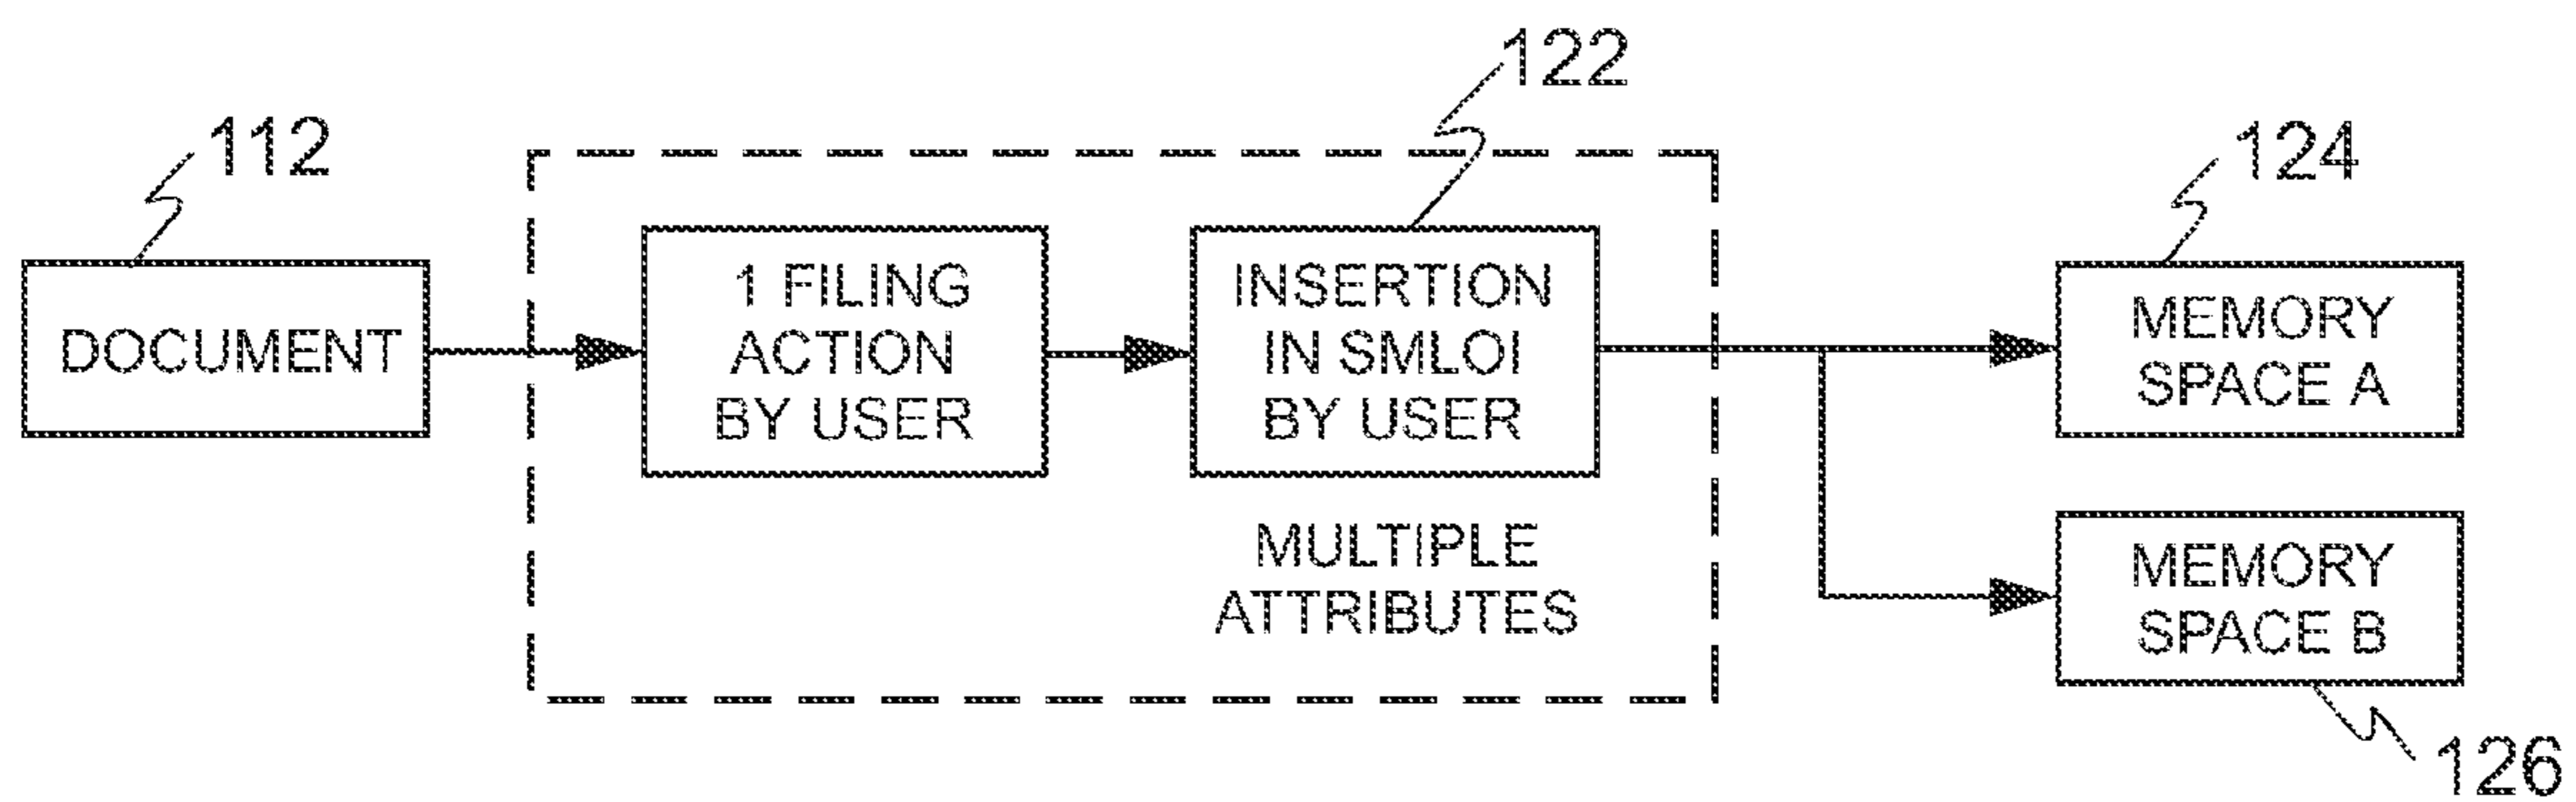 122
112
124
DOCUMENT
1 FILING
ACTION
BY USER
INSERTION
IN SMLOI
BY USER
MEMORY
SPACE A
MULTIPLE
ATTRIBUTES
MEMORY
SPACE B
126